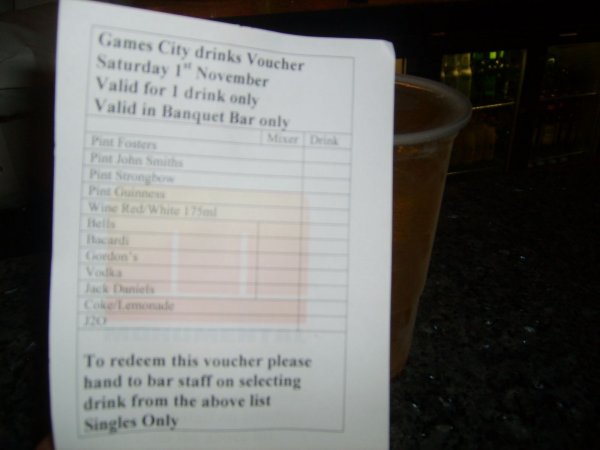 Games City drinks Voucher
Saturday 1st November
Valid for 1 drink only
Valid in Banquet Bar only
Mixer Drink
Pint Fosters
Pint John Smiths
Pint Strongbow
Pint Guinness
Wine Red/White 175ml
Bells
Bacardi
Gordon's
Vodka
Jack Daniels
Coke/Lemonade
J2O
To redeem this voucher please
hand to bar staff on selecting
drink from the above list
Singles Only